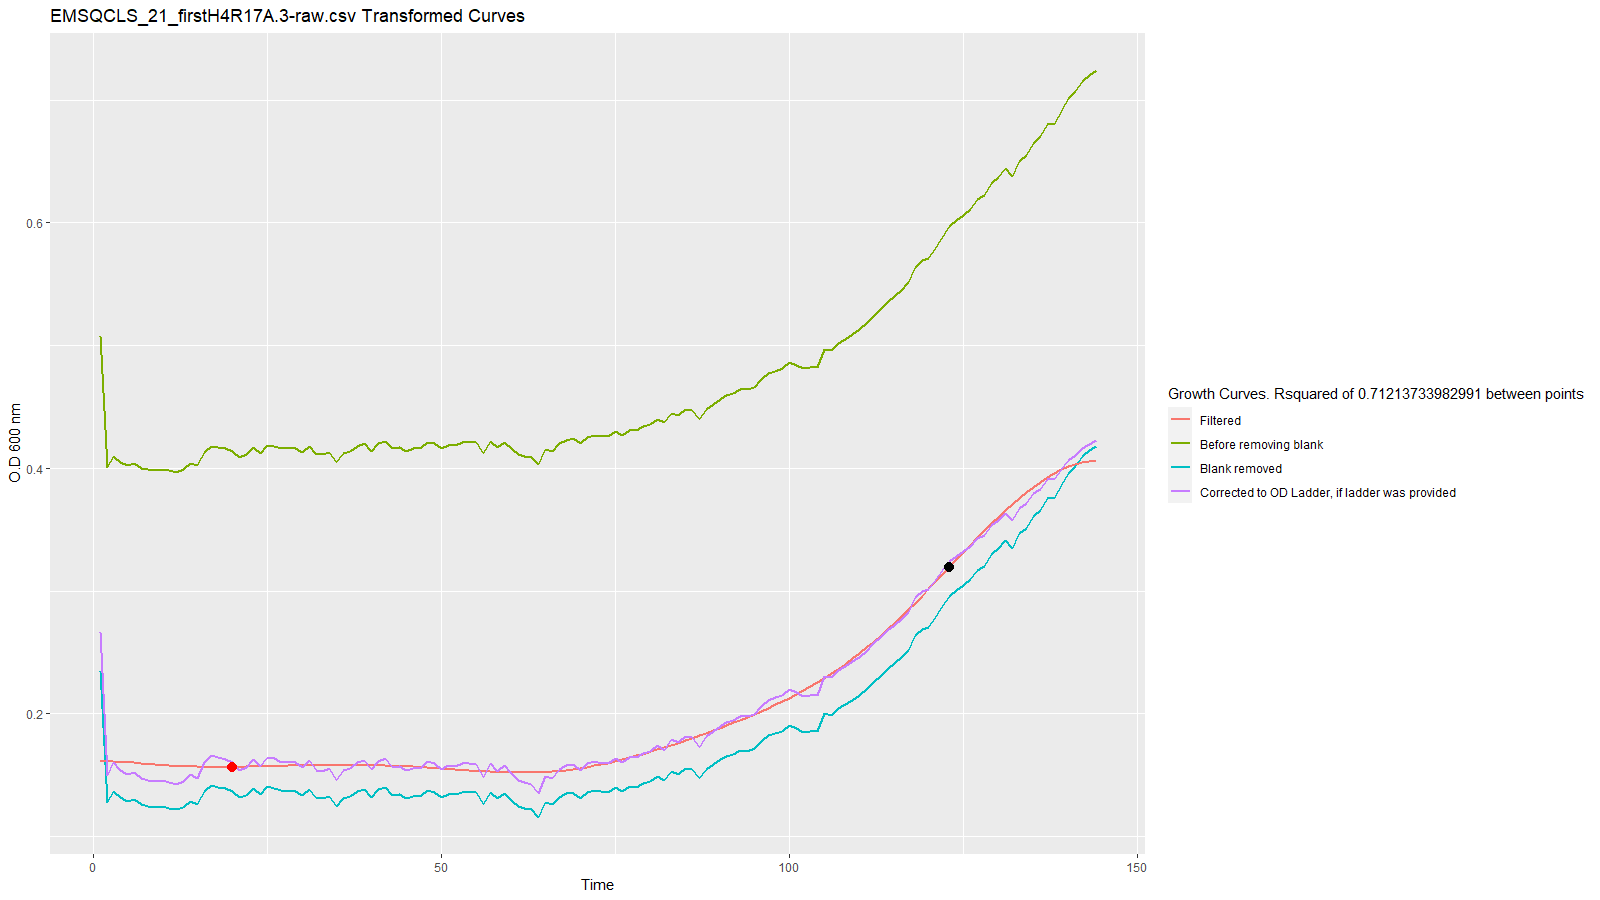 EMSQCLS_21_firstH4R17A.3-raw.csv Transformed Curves
O.D 600 nm
0.6
0.4
0.2
0
50
100
150
Time
Growth Curves. Rsquared of 0.71213733982991 between points
Filtered
Before removing blank
Blank removed
Corrected to OD Ladder, if ladder was provided